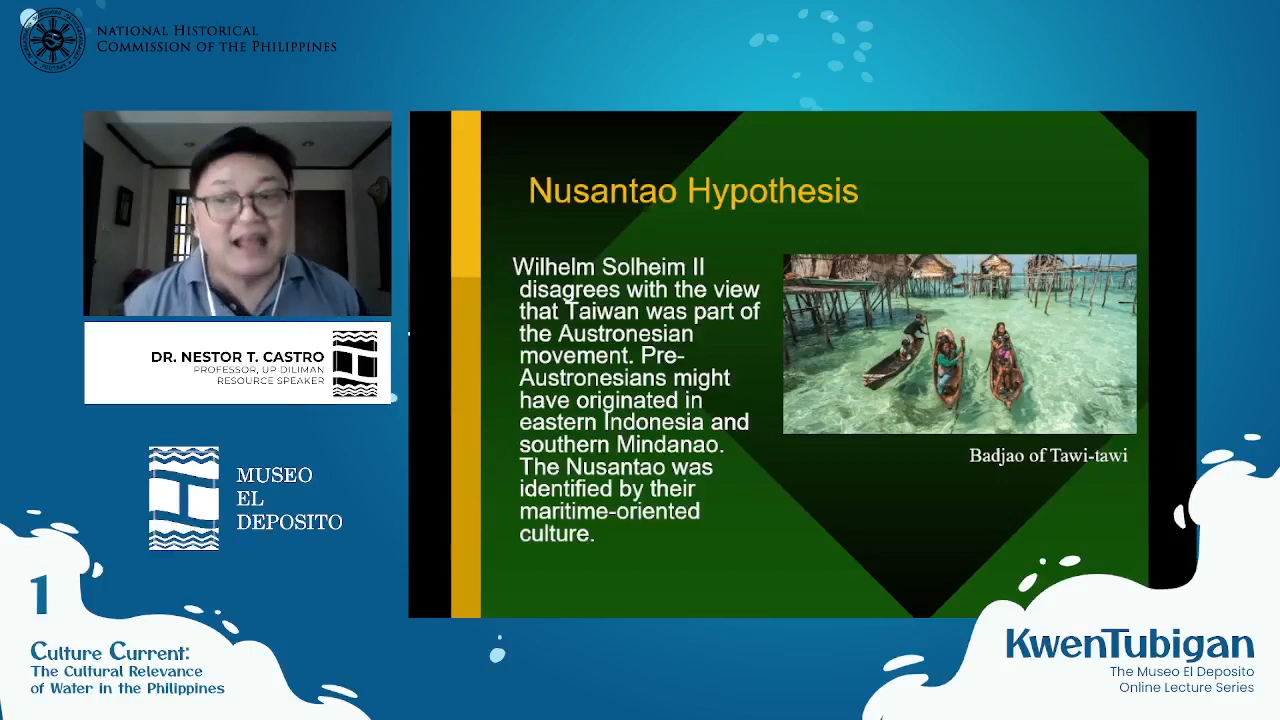 NATIONAL HISTORICAL
COMMISSION OF THE PHILIPPINES
Nusantao Hypothesis
Wilhelm Solheim II
disagrees with the view
that Taiwan was part of
the Austronesian
movement. Pre-
Austronesians might
have originated in
eastern Indonesia and
southern Mindanao.
The Nusantao was
identified by their
maritime-oriented
culture.
Badjao of Tawi-tawi
DR. NESTOR T. CASTRO
PROFESSOR, UP DILIMAN
RESOURCE SPEAKER
MUSEO
EL
DEPOSITO
1
Culture Current:
The Cultural Relevance
of Water in the Philippines
KwenTubigan
The Museo El Deposito
Online Lecture Series